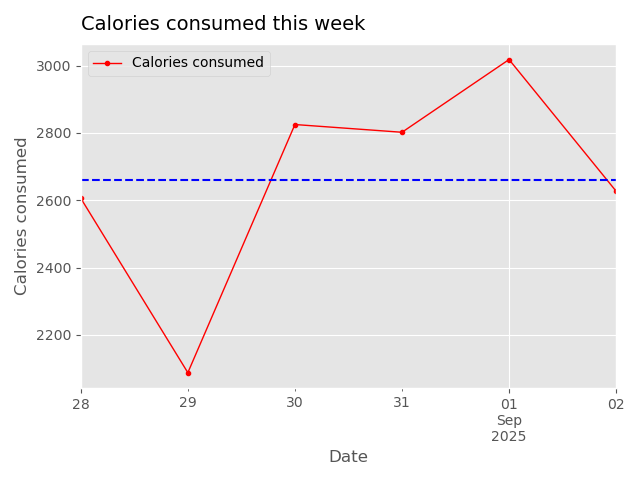 Calories consumed this week
Calories consumed
3000
2800
2600
2400
2200
Calories consumed
28
29
30
31
01
02
Sep
2025
Date